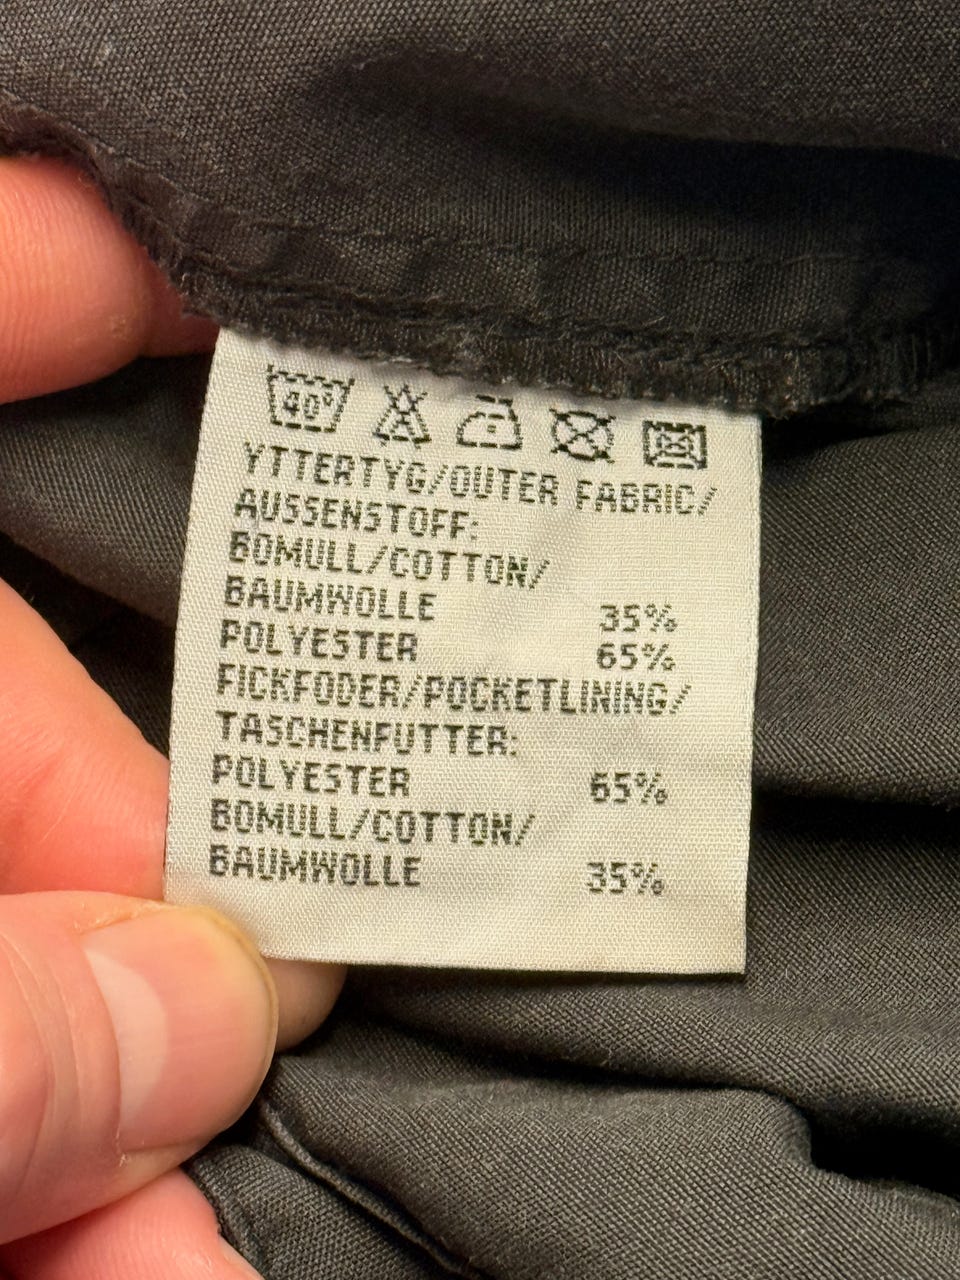 40°
YTTERTYG/OUTER FABRIC/
AUSSENSTOFF:
BOMULL/COTTON/
BAUMWOLLE 35%
POLYESTER 65%
FICKFODER/POCKETLINING/
TASCHENFUTTER:
POLYESTER 65%
BOMULL/COTTON/
BAUMWOLLE 35%